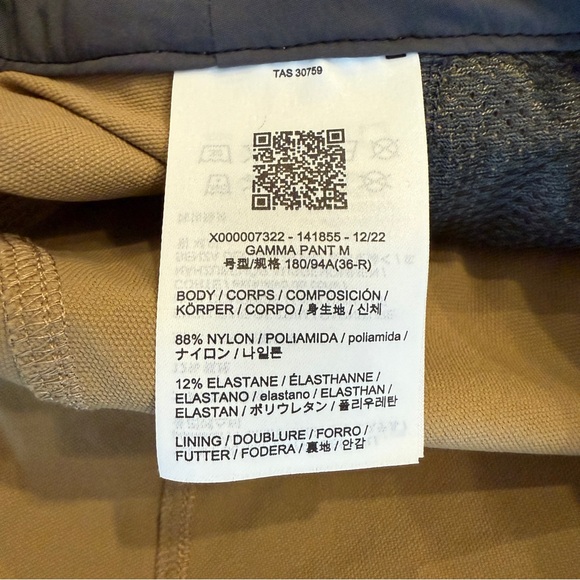 TAS 30759
X000007322 - 141855 - 12/22
GAMMA PANT M
号型/规格 180/94A(36-R)
BODY / CORPS / COMPOSICIÓN /
KÖRPER / CORPO / 身生地 / 신체
88% NYLON / POLIAMIDA / poliamida /
ナイロン / 나일론
12% ELASTANE / ÉLASTHANNE /
ELASTANO / elastano / ELASTHAN /
ELASTAN / ポリウレタン / 폴리우레탄
LINING / DOUBLURE / FORRO /
FUTTER / FODERA / 裏地 / 안감